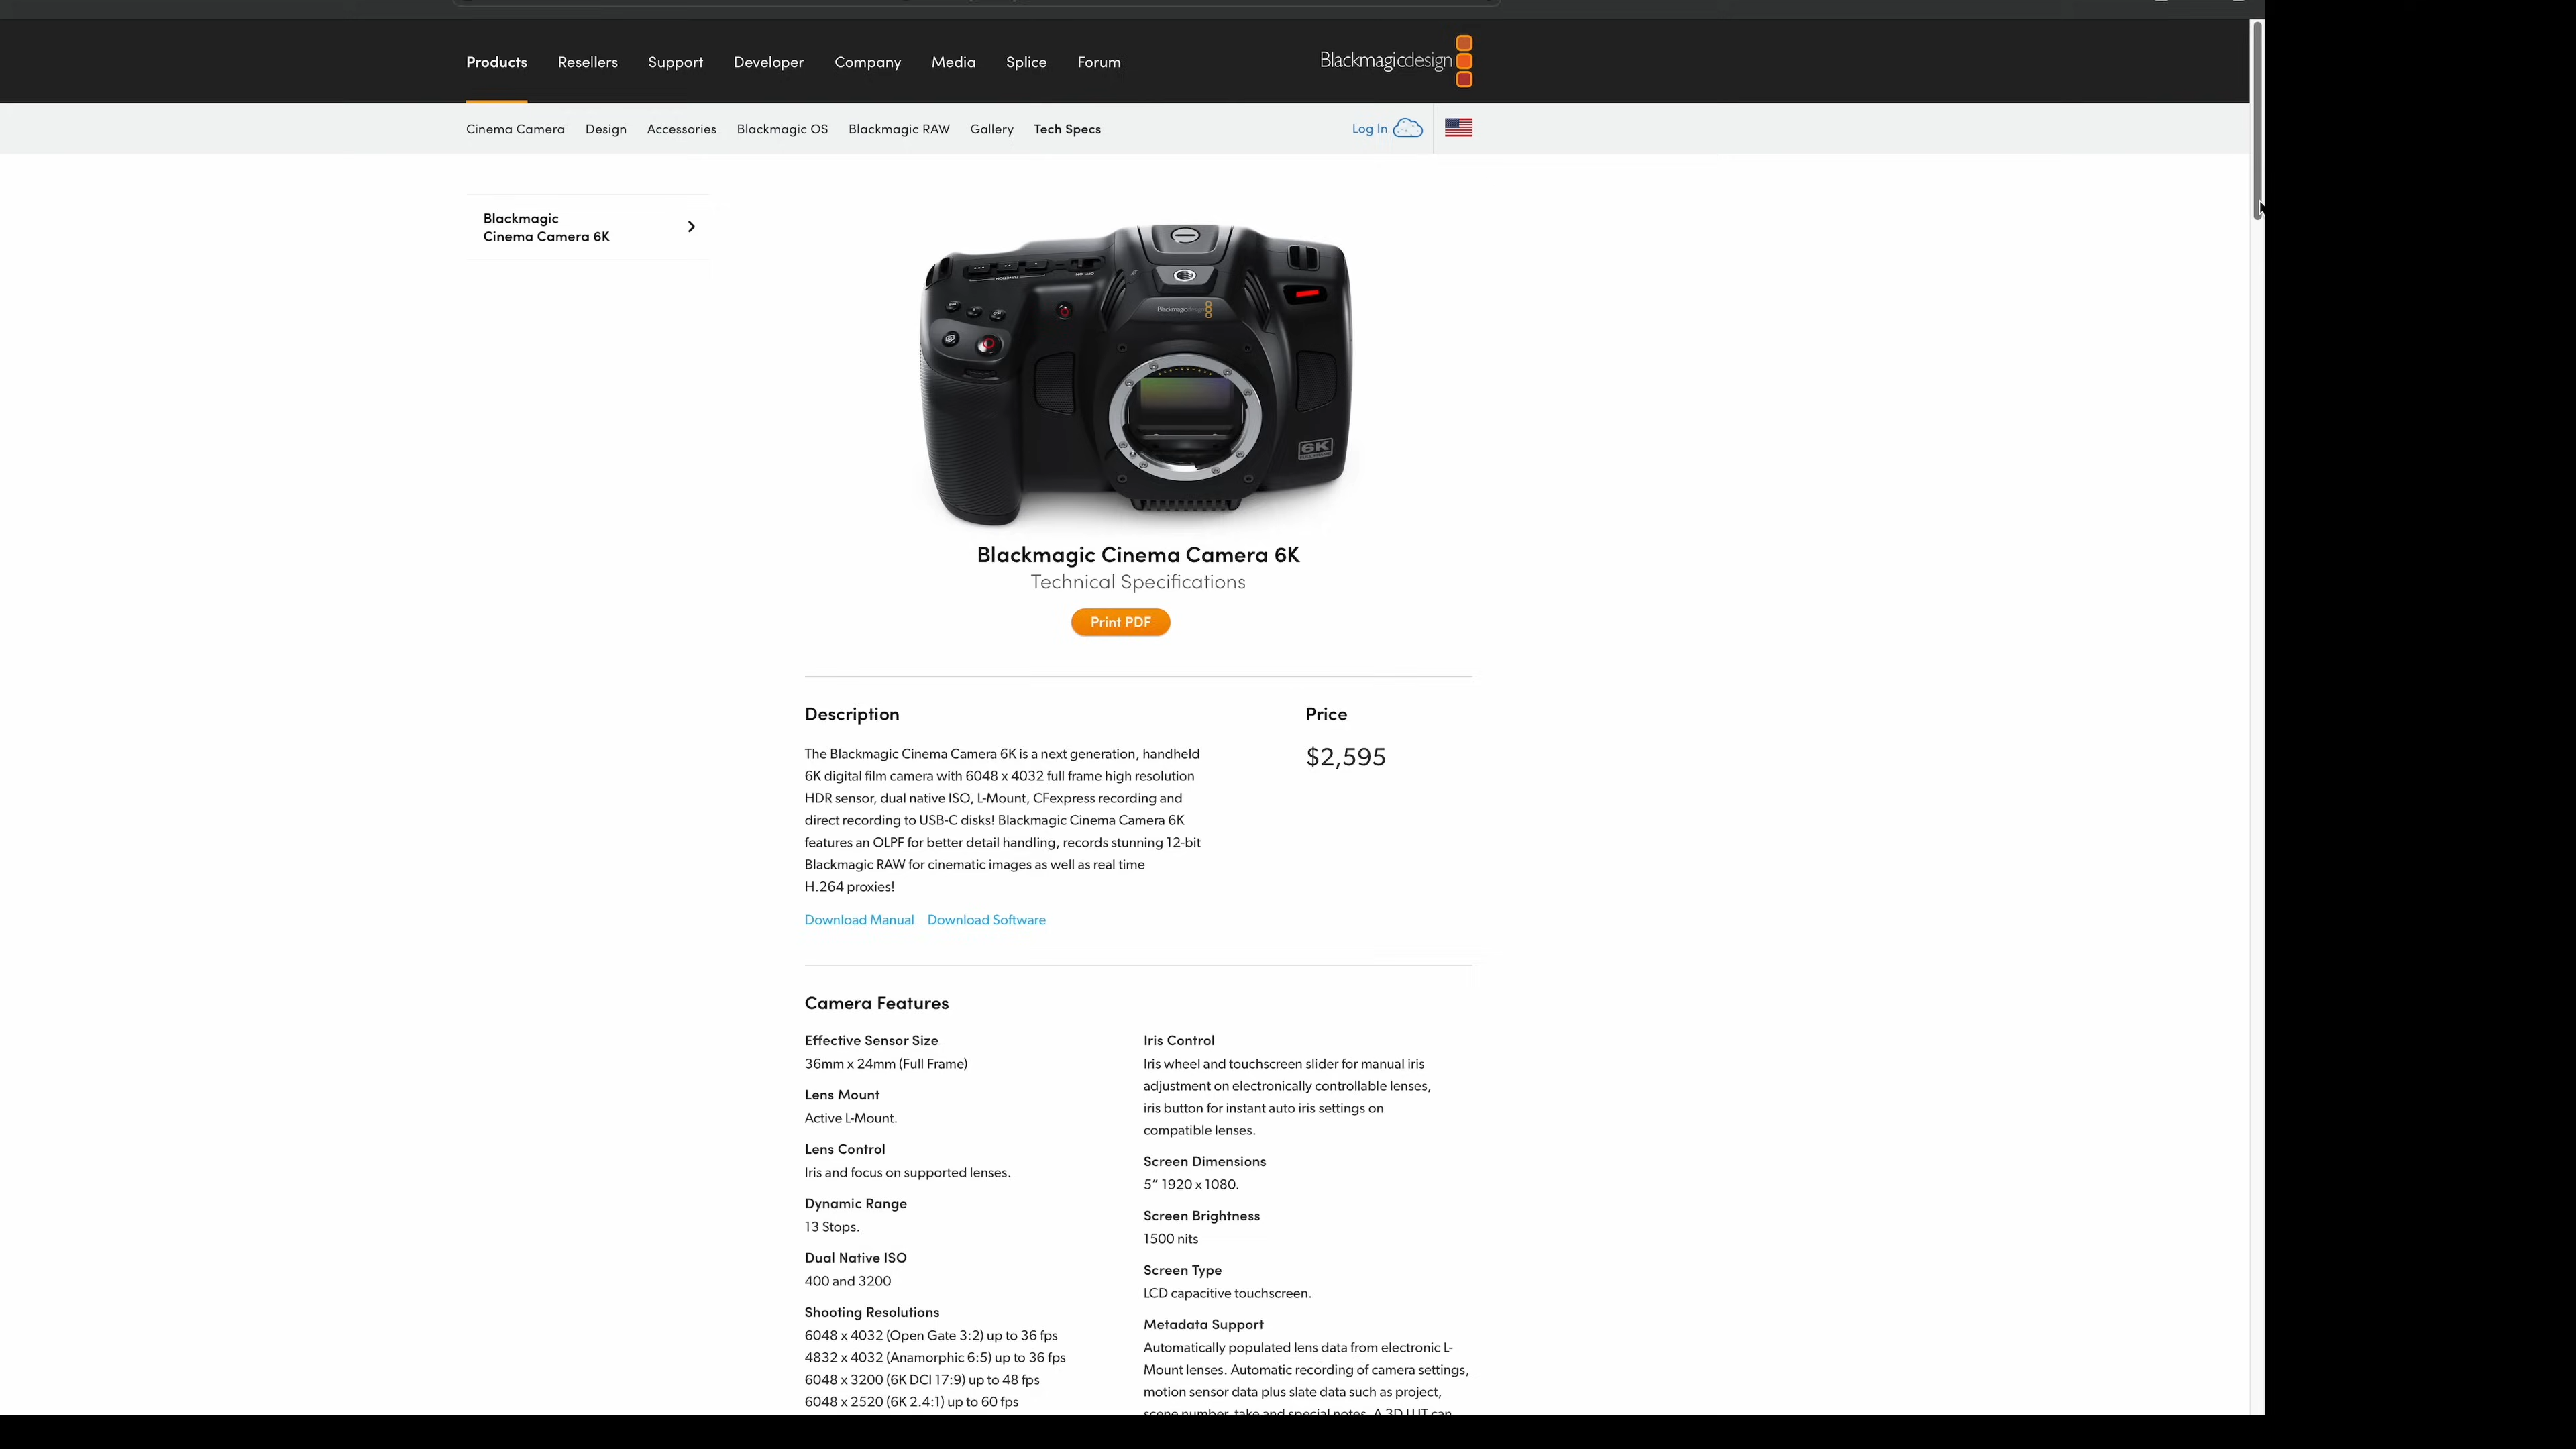 Products Resellers Support Developer Company Media Splice Forum
Blackmagicdesign
Cinema Camera Design Accessories Blackmagic OS Blackmagic RAW Gallery Tech Specs
Log In
Blackmagic
Cinema Camera 6K
Blackmagicdesign
6K
Blackmagic Cinema Camera 6K
Technical Specifications
Print PDF
Description
The Blackmagic Cinema Camera 6K is a next generation, handheld
6K digital film camera with 6048 x 4032 full frame high resolution
HDR sensor, dual native ISO, L-Mount, CFexpress recording and
direct recording to USB-C disks! Blackmagic Cinema Camera 6K
features an OLPF for better detail handling, records stunning 12-bit
Blackmagic RAW for cinematic images as well as real time
H.264 proxies!
Download Manual Download Software
Price
$2,595
Camera Features
Effective Sensor Size
36mm x 24mm (Full Frame)
Lens Mount
Active L-Mount.
Lens Control
Iris and focus on supported lenses.
Dynamic Range
13 Stops.
Dual Native ISO
400 and 3200
Shooting Resolutions
6048 x 4032 (Open Gate 3:2) up to 36 fps
4832 x 4032 (Anamorphic 6:5) up to 36 fps
6048 x 3200 (6K DCI 17:9) up to 48 fps
6048 x 2520 (6K 2.4:1) up to 60 fps
Iris Control
Iris wheel and touchscreen slider for manual iris
adjustment on electronically controllable lenses,
iris button for instant auto iris settings on
compatible lenses.
Screen Dimensions
5” 1920 x 1080.
Screen Brightness
1500 nits
Screen Type
LCD capacitive touchscreen.
Metadata Support
Automatically populated lens data from electronic L-
Mount lenses. Automatic recording of camera settings,
motion sensor data plus slate data such as project,
scene number, take and special notes. A 3D LUT can